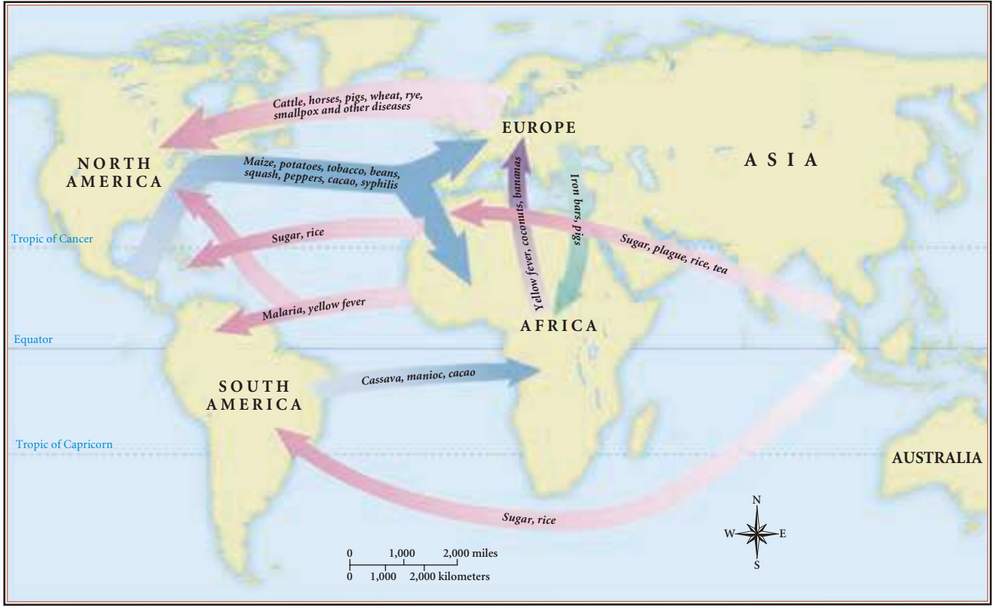 Cattle, horses, pigs, wheat, rye,
smallpox and other diseases
EUROPE
ASIA
NORTH
AMERICA
Maize, potatoes, tobacco, beans,
squash, peppers, cacao, syphilis
Yellow fever, coconuts, bananas
Iron bars, pigs
Tropic of Cancer
Sugar, rice
Sugar, plague, rice, tea
Malaria, yellow fever
AFRICA
Equator
SOUTH
AMERICA
Cassava, manioc, cacao
Tropic of Capricorn
AUSTRALIA
Sugar, rice
N
W
E
S
0 1,000 2,000 miles
0 1,000 2,000 kilometers